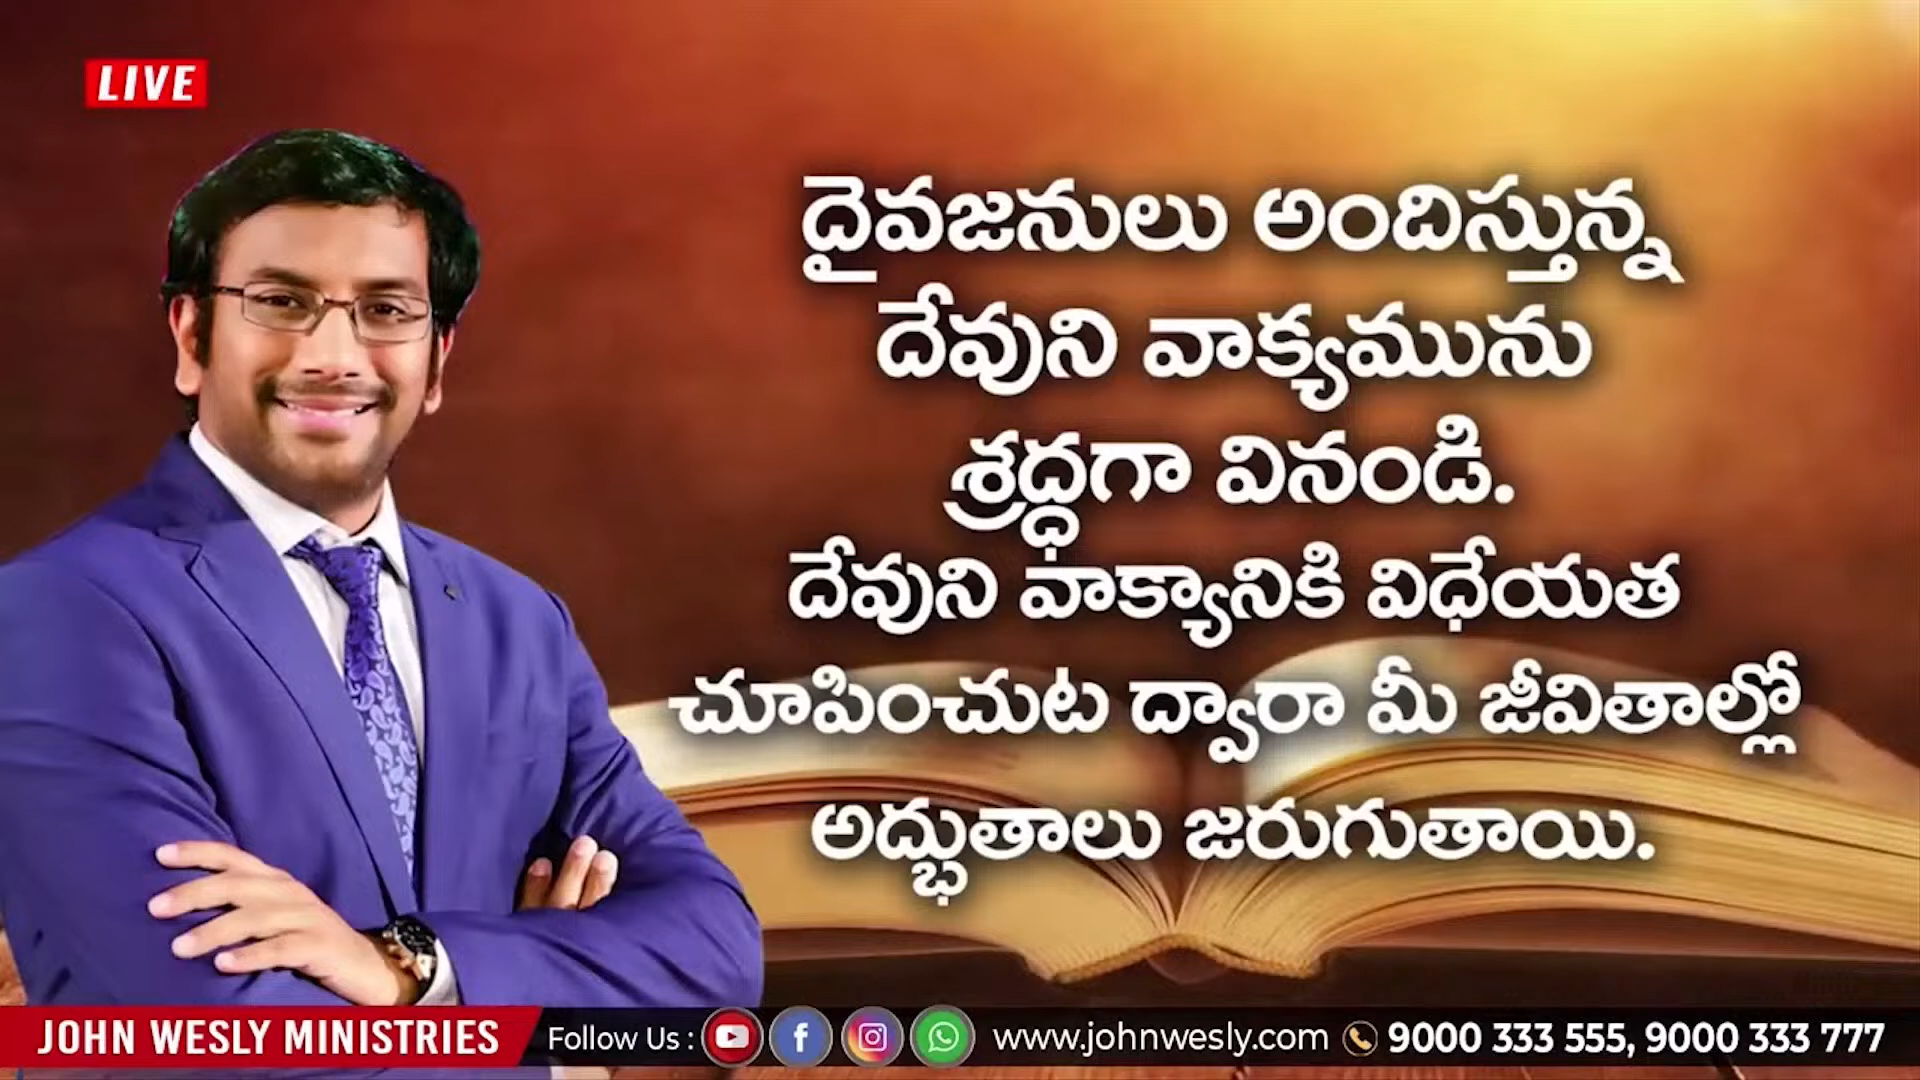 LIVE
దైవజనులు అందిస్తున్న
దేవుని వాక్యమును
శ్రద్ధగా వినండి.
దేవుని వాక్యానికి విధేయత
చూపించుట ద్వారా మీ జీవితాల్లో
అద్భుతాలు జరుగుతాయి.
JOHN WESLY MINISTRIES Follow Us : www.johnwesly.com 9000 333 555, 9000 333 777